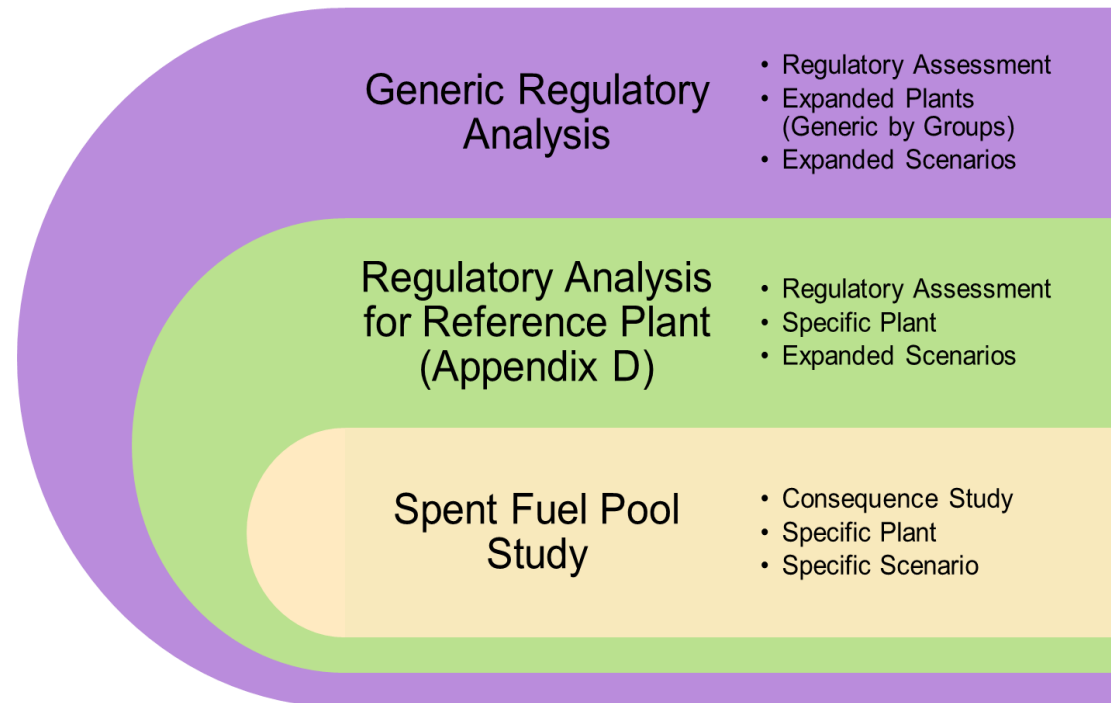 Generic Regulatory
Analysis
• Regulatory Assessment
• Expanded Plants
(Generic by Groups)
• Expanded Scenarios
Regulatory Analysis
for Reference Plant
(Appendix D)
• Regulatory Assessment
• Specific Plant
• Expanded Scenarios
Spent Fuel Pool
Study
• Consequence Study
• Specific Plant
• Specific Scenario